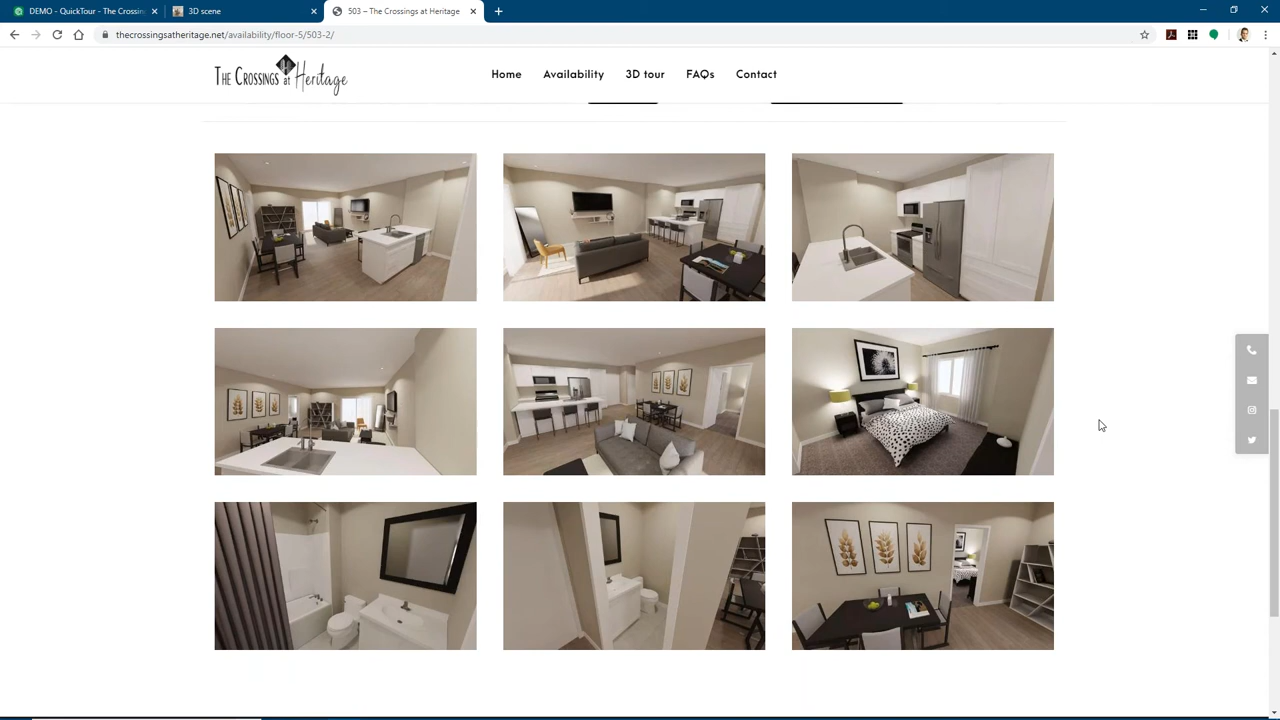 DEMO - QuickTour - The Crossin
3D scene
503 – The Crossings at Heritage
thecrossingsatheritage.net/availability/floor-5/503-2/
THE CROSSINGS at Heritage
Home
Availability
3D tour
FAQs
Contact